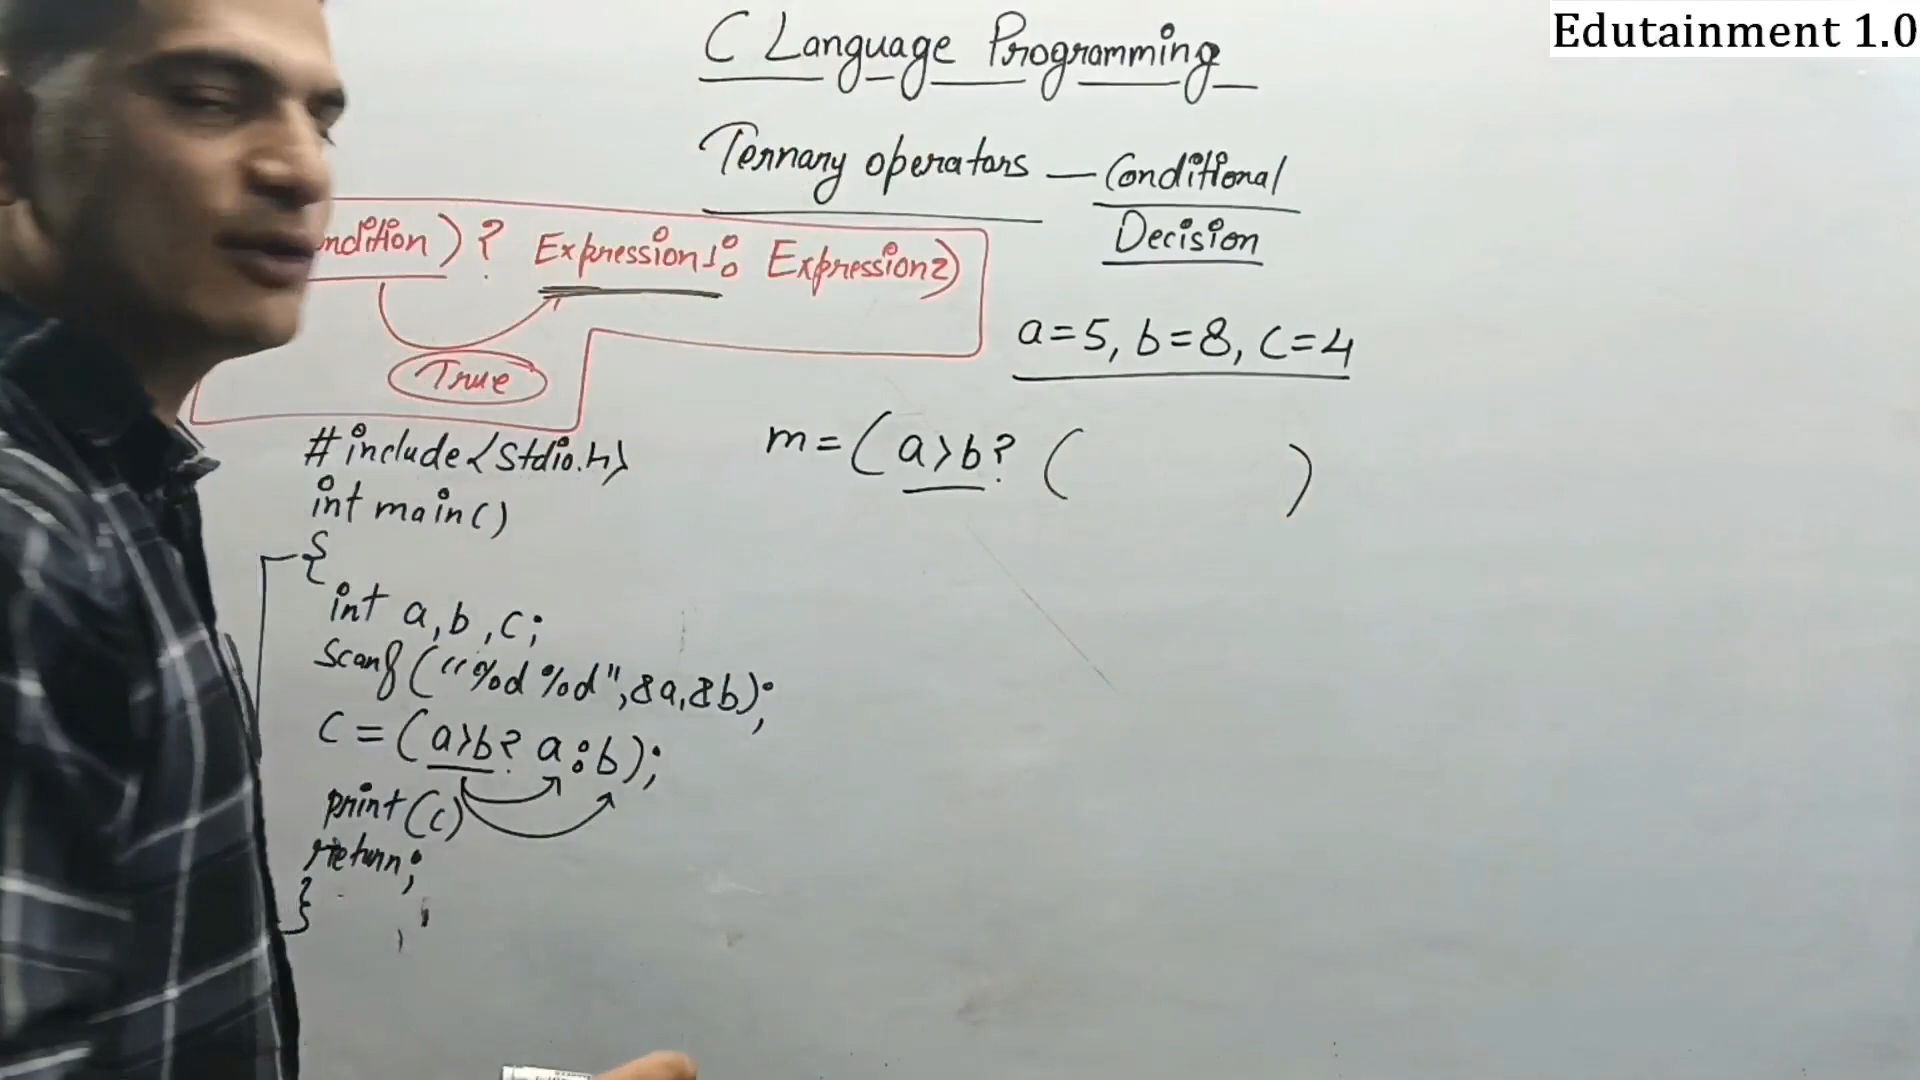 Edutainment 1.0
C Language Programming
Ternary operators — Conditional
Decision
ndition) ? Expression1: Expression2)
True
a=5, b=8, c=4
m=(a>b? ( )
#include<stdio.h>
int main()
{
int a,b,c;
scanf("%d %d",&a,&b);
c = (a>b? a:b);
print(c)
return;
}